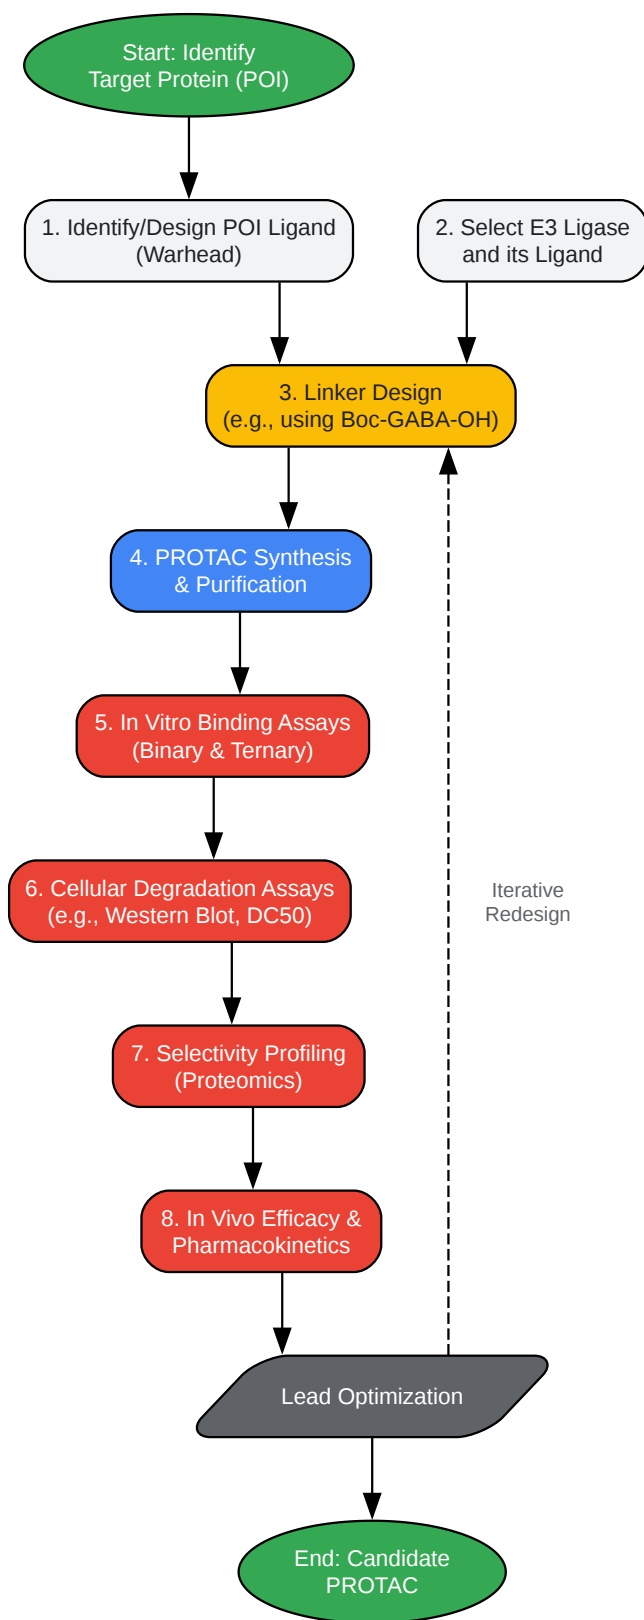 Start: Identify
Target Protein (POI)
1. Identify/Design POI Ligand
(Warhead)
2. Select E3 Ligase
and its Ligand
3. Linker Design
(e.g., using Boc-GABA-OH)
4. PROTAC Synthesis
& Purification
5. In Vitro Binding Assays
(Binary & Ternary)
6. Cellular Degradation Assays
(e.g., Western Blot, DC50)
Iterative
Redesign
7. Selectivity Profiling
(Proteomics)
8. In Vivo Efficacy &
Pharmacokinetics
Lead Optimization
End: Candidate
PROTAC